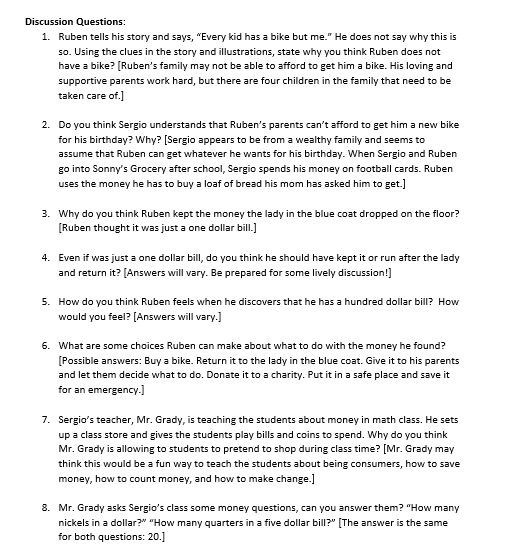 Discussion Questions:
1. Ruben tells his story and says, “Every kid has a bike but me.” He does not say why this is
so. Using the clues in the story and illustrations, state why you think Ruben does not
have a bike? [Ruben’s family may not be able to afford to get him a bike. His loving and
supportive parents work hard, but there are four children in the family that need to be
taken care of.]
2. Do you think Sergio understands that Ruben’s parents can’t afford to get him a new bike
for his birthday? Why? [Sergio appears to be from a wealthy family and seems to
assume that Ruben can get whatever he wants for his birthday. When Sergio and Ruben
go into Sonny’s Grocery after school, Sergio spends his money on football cards. Ruben
uses the money he has to buy a loaf of bread his mom has asked him to get.]
3. Why do you think Ruben kept the money the lady in the blue coat dropped on the floor?
[Ruben thought it was just a one dollar bill.]
4. Even if was just a one dollar bill, do you think he should have kept it or run after the lady
and return it? [Answers will vary. Be prepared for some lively discussion!]
5. How do you think Ruben feels when he discovers that he has a hundred dollar bill? How
would you feel? [Answers will vary.]
6. What are some choices Ruben can make about what to do with the money he found?
[Possible answers: Buy a bike. Return it to the lady in the blue coat. Give it to his parents
and let them decide what to do. Donate it to a charity. Put it in a safe place and save it
for an emergency.]
7. Sergio’s teacher, Mr. Grady, is teaching the students about money in math class. He sets
up a class store and gives the students play bills and coins to spend. Why do you think
Mr. Grady is allowing to students to pretend to shop during class time? [Mr. Grady may
think this would be a fun way to teach the students about being consumers, how to save
money, how to count money, and how to make change.]
8. Mr. Grady asks Sergio’s class some money questions, can you answer them? “How many
nickels in a dollar?” “How many quarters in a five dollar bill?” [The answer is the same
for both questions: 20.]